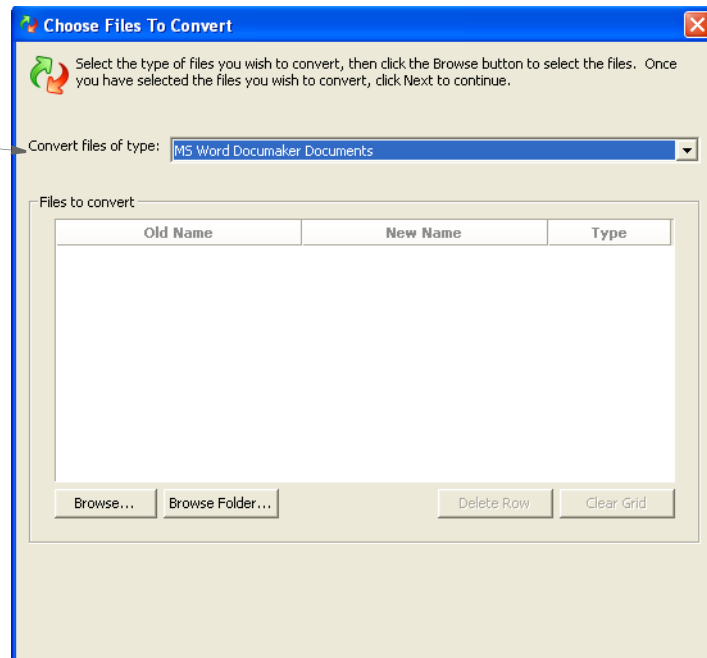 Choose Files To Convert
Select the type of files you wish to convert, then click the Browse button to select the files.  Once
you have selected the files you wish to convert, click Next to continue.
Convert files of type: MS Word Documaker Documents
Files to convert
Old Name New Name Type
Browse... Browse Folder... Delete Row Clear Grid